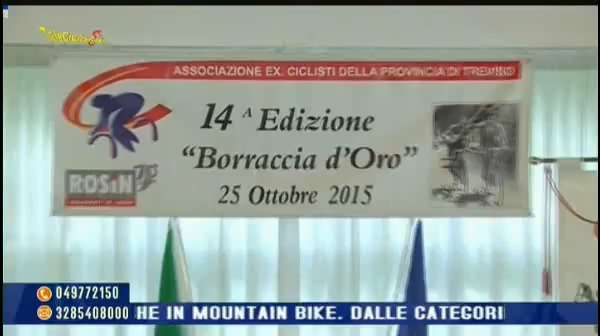 ASSOCIAZIONE EX. CICLISTI DELLA PROVINCIA DI TREVISO
14ª Edizione
"Borraccia d'Oro"
ROSIN
25 Ottobre 2015
049772150
3285408000
HE IN MOUNTAIN BIKE. DALLE CATEGORI